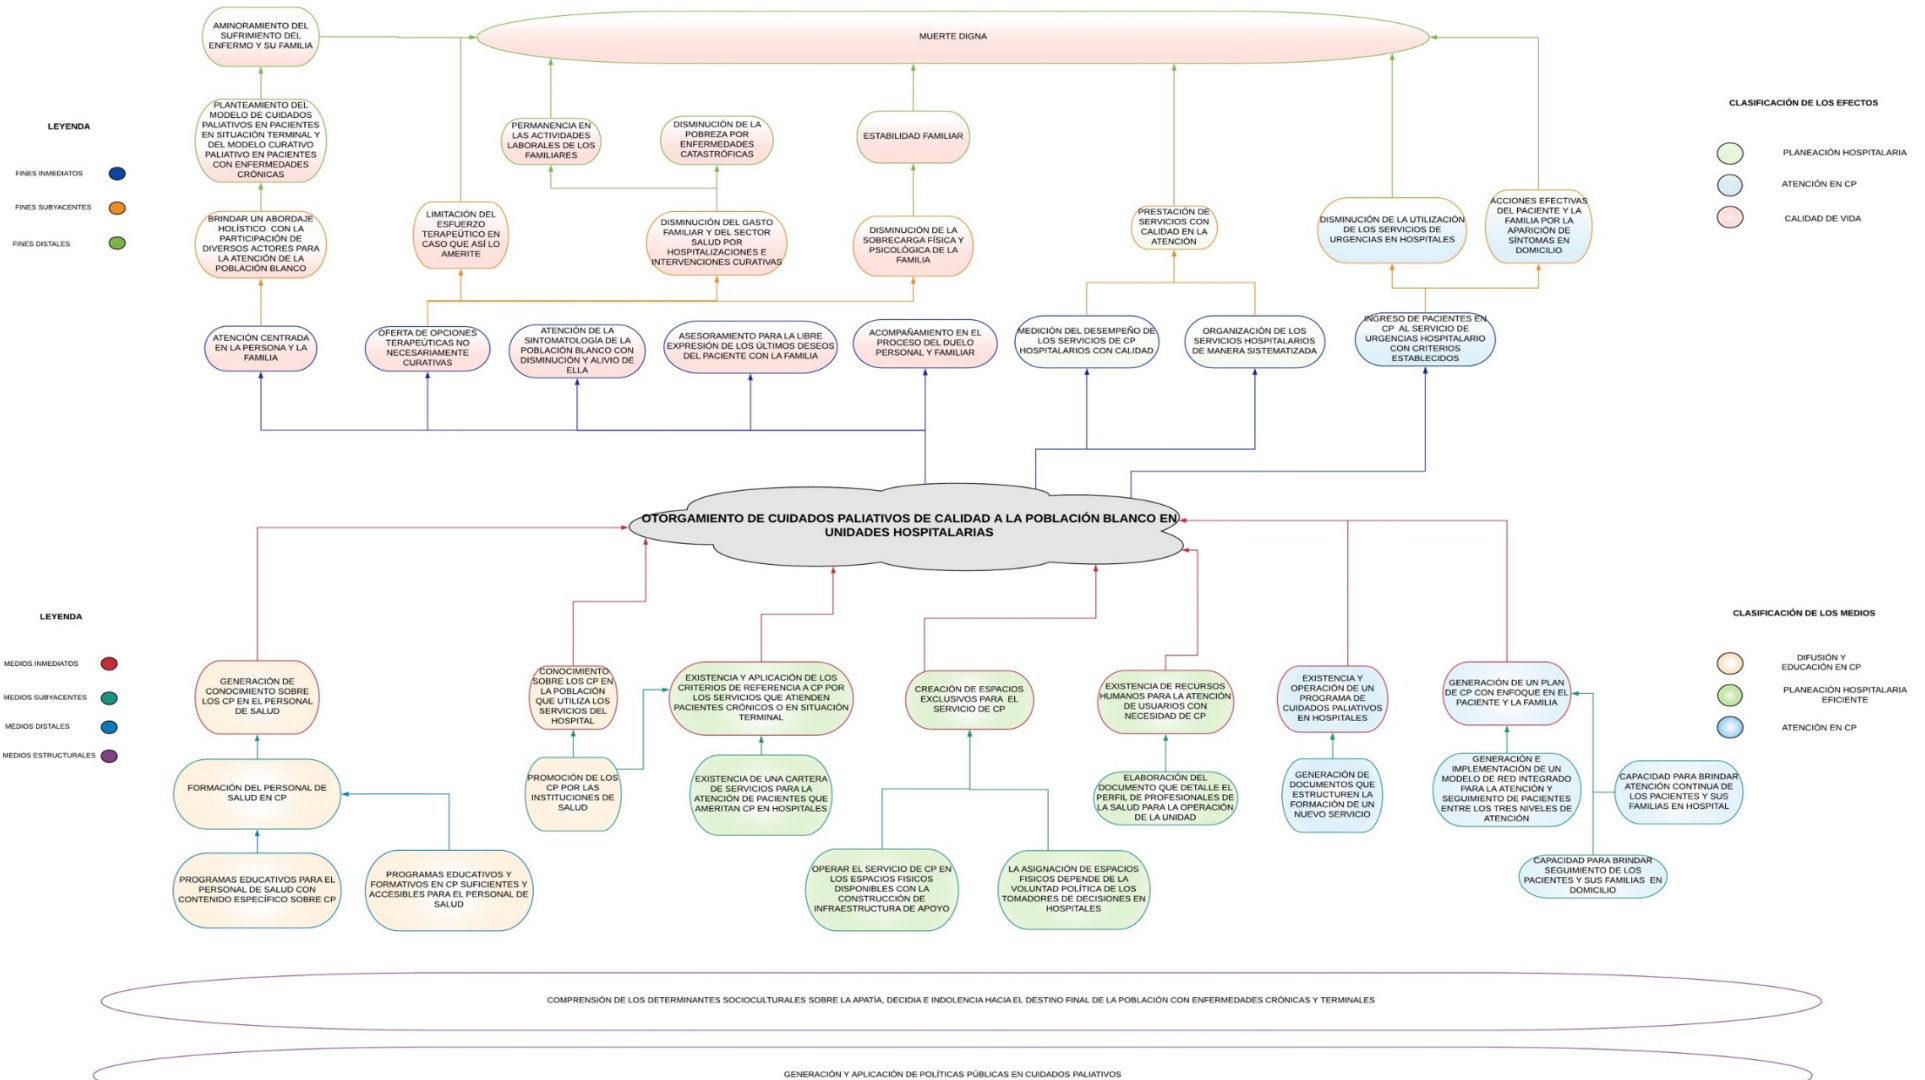 AMINORAMIENTO DEL
SUFRIMIENTO DEL
ENFERMO Y SU FAMILIA
MUERTE DIGNA
PLANTEAMIENTO DEL
MODELO DE CUIDADOS
PALIATIVOS EN PACIENTES
EN SITUACIÓN TERMINAL Y
DEL MODELO CURATIVO
PALIATIVO EN PACIENTES
CON ENFERMEDADES
CRÓNICAS
PERMANENCIA EN
LAS ACTIVIDADES
LABORALES DE LOS
FAMILIARES
DISMINUCIÓN DE LA
POBREZA POR
ENFERMEDADES
CATASTRÓFICAS
ESTABILIDAD FAMILIAR
CLASIFICACIÓN DE LOS EFECTOS
PLANEACIÓN HOSPITALARIA
ATENCIÓN EN CP
CALIDAD DE VIDA
LEYENDA
FINES INMEDIATOS
FINES SUBYACENTES
FINES DISTALES
BRINDAR UN ABORDAJE
HOLÍSTICO CON LA
PARTICIPACIÓN DE
DIVERSOS ACTORES PARA
LA ATENCIÓN DE LA
POBLACIÓN BLANCO
LIMITACIÓN DEL
ESFUERZO
TERAPEÚTICO EN
CASO QUE ASÍ LO
AMERITE
DISMINUCIÓN DEL GASTO
FAMILIAR Y DEL SECTOR
SALUD POR
HOSPITALIZACIONES E
INTERVENCIONES CURATIVAS
DISMINUCIÓN DE LA
SOBRECARGA FÍSICA Y
PSICOLÓGICA DE LA
FAMILIA
PRESTACIÓN DE
SERVICIOS CON
CALIDAD EN LA
ATENCIÓN
DISMINUCIÓN DE LA UTILIZACIÓN
DE LOS SERVICIOS DE
URGENCIAS EN HOSPITALES
ACCIONES EFECTIVAS
DEL PACIENTE Y LA
FAMILIA POR LA
APARICIÓN DE
SÍNTOMAS EN
DOMICILIO
ATENCIÓN CENTRADA
EN LA PERSONA Y LA
FAMILIA
OFERTA DE OPCIONES
TERAPEÚTICAS NO
NECESARIAMENTE
CURATIVAS
ATENCIÓN DE LA
SINTOMATOLOGÍA DE LA
POBLACIÓN BLANCO CON
DISMINUCIÓN Y ALIVIO DE
ELLA
ASESORAMIENTO PARA LA LIBRE
EXPRESIÓN DE LOS ÚLTIMOS DESEOS
DEL PACIENTE CON LA FAMILIA
ACOMPAÑAMIENTO EN EL
PROCESO DEL DUELO
PERSONAL Y FAMILIAR
MEDICIÓN DEL DESEMPEÑO DE
LOS SERVICIOS DE CP
HOSPITALARIOS CON CALIDAD
ORGANIZACIÓN DE LOS
SERVICIOS HOSPITALARIOS
DE MANERA SISTEMATIZADA
INGRESO DE PACIENTES EN
CP AL SERVICIO DE
URGENCIAS HOSPITALARIO
CON CRITERIOS
ESTABLECIDOS
OTORGAMIENTO DE CUIDADOS PALIATIVOS DE CALIDAD A LA POBLACIÓN BLANCO EN
UNIDADES HOSPITALARIAS
LEYENDA
MEDIOS INMEDIATOS
MEDIOS SUBYACENTES
MEDIOS DISTALES
MEDIOS ESTRUCTURALES
CLASIFICACIÓN DE LOS MEDIOS
DIFUSIÓN Y
EDUCACIÓN EN CP
PLANEACIÓN HOSPITALARIA
EFICIENTE
ATENCIÓN EN CP
GENERACIÓN DE
CONOCIMIENTO SOBRE
LOS CP EN EL PERSONAL
DE SALUD
CONOCIMIENTO
SOBRE LOS CP EN
LA POBLACIÓN
QUE UTILIZA LOS
SERVICIOS DEL
HOSPITAL
EXISTENCIA Y APLICACIÓN DE LOS
CRITERIOS DE REFERENCIA A CP POR
LOS SERVICIOS QUE ATIENDEN
PACIENTES CRÓNICOS O EN SITUACIÓN
TERMINAL
CREACIÓN DE ESPACIOS
EXCLUSIVOS PARA EL
SERVICIO DE CP
EXISTENCIA DE RECURSOS
HUMANOS PARA LA ATENCIÓN
DE USUARIOS CON
NECESIDAD DE CP
EXISTENCIA Y
OPERACIÓN DE UN
PROGRAMA DE
CUIDADOS PALIATIVOS
EN HOSPITALES
GENERACIÓN DE UN PLAN
DE CP CON ENFOQUE EN EL
PACIENTE Y LA FAMILIA
FORMACIÓN DEL PERSONAL DE
SALUD EN CP
PROMOCIÓN DE LOS
CP POR LAS
INSTITUCIONES DE
SALUD
EXISTENCIA DE UNA CARTERA
DE SERVICIOS PARA LA
ATENCIÓN DE PACIENTES QUE
AMERITAN CP EN HOSPITALES
ELABORACIÓN DEL
DOCUMENTO QUE DETALLE EL
PERFIL DE PROFESIONALES DE
LA SALUD PARA LA OPERACIÓN
DE LA UNIDAD
GENERACIÓN DE
DOCUMENTOS QUE
ESTRUCTUREN LA
FORMACIÓN DE UN
NUEVO SERVICIO
GENERACIÓN E
IMPLEMENTACIÓN DE UN
MODELO DE RED INTEGRADO
PARA LA ATENCIÓN Y
SEGUIMIENTO DE PACIENTES
ENTRE LOS TRES NIVELES DE
ATENCIÓN
CAPACIDAD PARA BRINDAR
ATENCIÓN CONTINUA DE
LOS PACIENTES Y SUS
FAMILIAS EN HOSPITAL
PROGRAMAS EDUCATIVOS PARA EL
PERSONAL DE SALUD CON
CONTENIDO ESPECÍFICO SOBRE CP
PROGRAMAS EDUCATIVOS Y
FORMATIVOS EN CP SUFICIENTES Y
ACCESIBLES PARA EL PERSONAL DE
SALUD
OPERAR EL SERVICIO DE CP EN
LOS ESPACIOS FISICOS
DISPONIBLES CON LA
CONSTRUCCIÓN DE
INFRAESTRUCTURA DE APOYO
LA ASIGNACIÓN DE ESPACIOS
FISICOS DEPENDE DE LA
VOLUNTAD POLÍTICA DE LOS
TOMADORES DE DECISIONES EN
HOSPITALES
CAPACIDAD PARA BRINDAR
SEGUIMIENTO DE LOS
PACIENTES Y SUS FAMILIAS EN
DOMICILIO
COMPRENSIÓN DE LOS DETERMINANTES SOCIOCULTURALES SOBRE LA APATÍA, DECIDIA E INDOLENCIA HACIA EL DESTINO FINAL DE LA POBLACIÓN CON ENFERMEDADES CRÓNICAS Y TERMINALES
GENERACIÓN Y APLICACIÓN DE POLÍTICAS PÚBLICAS EN CUIDADOS PALIATIVOS